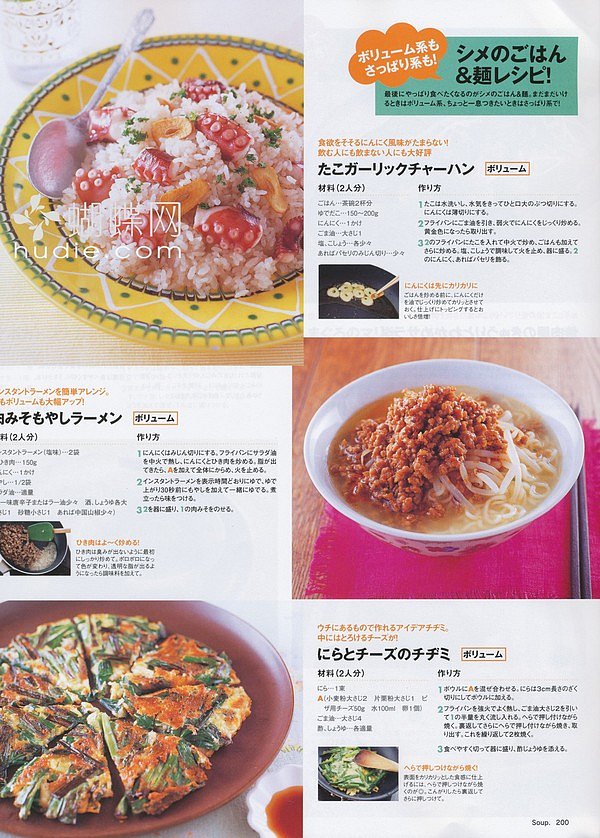 ボリューム系も
さっぱり系も!
シメのごはん
&麺レシピ!
最後にやっぱり食べたくなるのがシメのごはん&麺。まだまだいけ
るときはボリューム系、ちょっと一息つきたいときはさっぱり系で!
食欲をそそるにんにく風味がたまらない!
飲む人にも飲まない人にも大好評
たこガーリックチャーハン ボリューム
材料(2人分)
ごはん…茶碗2杯分
ゆでだこ…150〜200g
にんにく…1かけ
ごま油…大さじ1
塩、こしょう…各少々
あればパセリのみじん切り…少々
作り方
1 たこは水洗いし、水気をきってひと口大のぶつ切りにする。
にんにくは薄切りにする。
2 フライパンにごま油を引き、弱火でにんにくをじっくり炒める。
黄金色になったら取り出す。
3 2のフライパンにたこを入れて中火で炒め、ごはんも加えて
さらに炒める。塩、こしょうで調味して火を止め、器に盛る。2
のにんにく、あればパセリを飾る。
にんにくは先にカリカリに
ごはんを炒める前に、にんにくだけ
を油でじっくり炒めてカリッとさせて
おく。仕上げにトッピングするとお
いしさ倍増!
蝴蝶网
hudie.com
ンスタントラーメンを簡単アレンジ。
もボリュームも大幅アップ!
肉みそもやしラーメン ボリューム
料(2人分)
ンスタントラーメン(塩味)…2袋
ひき肉…150g
んにく…1かけ
やし…1/2袋
ラダ油…適量
一味唐辛子またはラー油少々 酒、しょうゆ各大
さじ1 砂糖小さじ1 あれば中国山椒少々)
作り方
1 にんにくはみじん切りにする。フライパンにサラダ油
を中火で熱し、にんにくとひき肉を炒める。脂が出
てきたら、Aを加えて全体にからめ、火を止める。
2 インスタントラーメンを表示時間どおりにゆで、ゆで
上がり30秒前にもやしを加えて一緒にゆでる。煮
立ったら味をつける。
3 2を器に盛り、1の肉みそをのせる。
ひき肉はよ〜く炒める!
ひき肉は臭みが出ないように最初
にしっかり炒めて。ボロボロになっ
て色が変わり、透明な脂が出るよ
うになったら調味料を加えて。
ウチにあるもので作れるアイデアチヂミ。
中にはとろけるチーズが!
にらとチーズのチヂミ ボリューム
材料(2人分)
にら…1束
A(小麦粉大さじ2 片栗粉大さじ1 ピ
ザ用チーズ50g 水100ml 卵1個)
ごま油…大さじ4
酢、しょうゆ…各適量
作り方
1 ボウルにAを混ぜ合わせる。にらは3cm長さのざく
切りにしてボウルに加える。
2 フライパンを強火でよく熱し、ごま油大さじ2を引い
て1の半量を丸く流し入れる。へらで押し付けながら
焼く。裏返してさらにへらで押し付けながら焼き、取
り出す。これを繰り返して2枚焼く。
3 食べやすく切って器に盛り、酢じょうゆを添える。
へらで押しつけながら焼く!
表面をカリカリッとした食感に仕上
げるには、へらで押しつけながら焼
くのが◎。こんがりしたら裏返して
さらに押しつけて。
Soup. 200